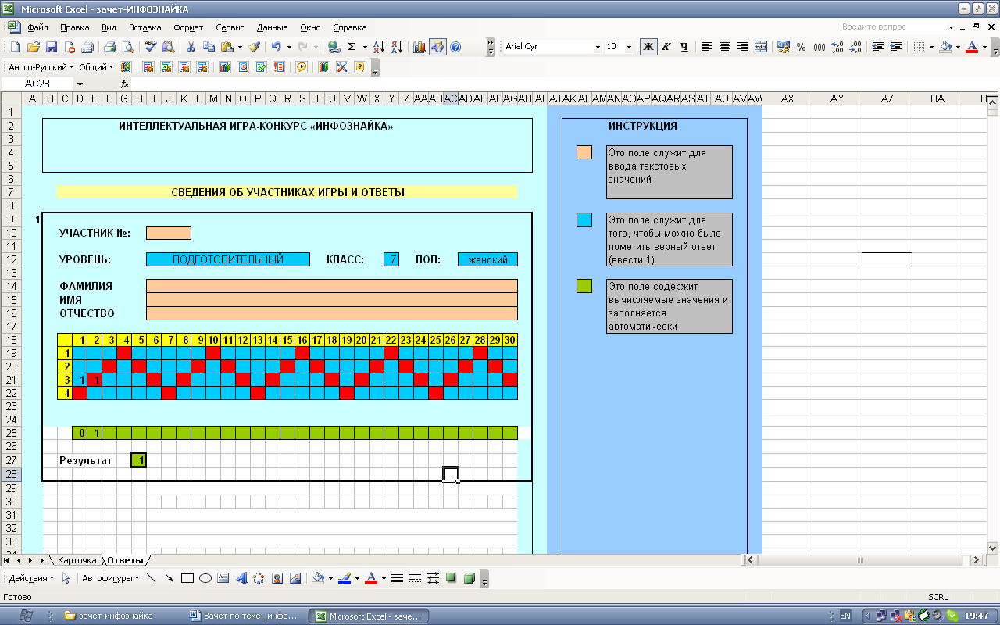 Microsoft Excel - зачет-ИНФОЗНАЙКА
Файл Правка Вид Вставка Формат Сервис Данные Окно Справка Введите вопрос
Arial Cyr 10 Ж К Ч % 000
Англо-Русский Общий
AC28 fx
A B C D E F G H I J K L M N O P Q R S T U V W X Y Z AA AB AC AD AE AF AG AH AI AJ AK AL AM AN AO AP AQ AR AS AT AU AV AW AX AY AZ BA
1
2 ИНТЕЛЛЕКТУАЛЬНАЯ ИГРА-КОНКУРС «ИНФОЗНАЙКА» ИНСТРУКЦИЯ
3
4 Это поле служит для
5 ввода текстовых
6 значений
7 СВЕДЕНИЯ ОБ УЧАСТНИКАХ ИГРЫ И ОТВЕТЫ
8
9 1 Это поле служит для
10 УЧАСТНИК №: того, чтобы можно было
11 пометить верный ответ
12 УРОВЕНЬ: ПОДГОТОВИТЕЛЬНЫЙ КЛАСС: 7 ПОЛ: женский (ввести 1).
13
14 ФАМИЛИЯ Это поле содержит
15 ИМЯ вычисляемые значения и
16 ОТЧЕСТВО заполняется
17 автоматически
18 1 2 3 4 5 6 7 8 9 10 11 12 13 14 15 16 17 18 19 20 21 22 23 24 25 26 27 28 29 30
19 1
20 2
21 3 1 1
22 4
23
24
25 0 1
26
27 Результат 1
28
29
30
31
32
33
Карточка Ответы
Действия Автофигуры
Готово SCRL
зачет-инфознайка Зачет по теме _инфо... Microsoft Excel - заче... EN 19:47